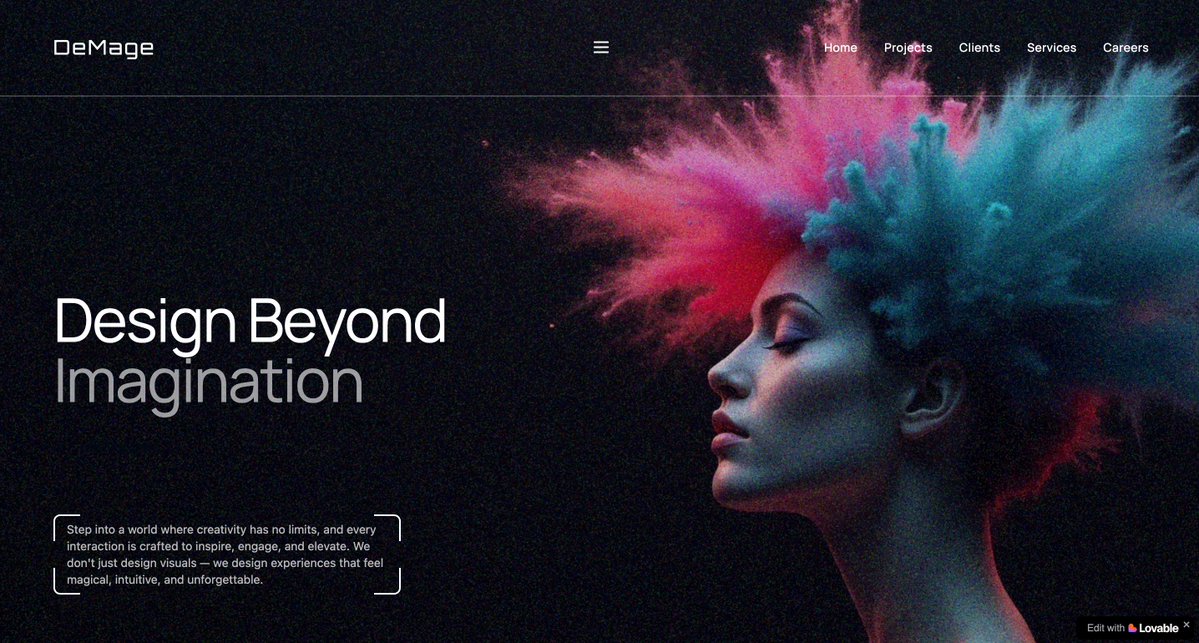 DeMage
Home Projects Clients Services Careers
Design Beyond
Imagination
Step into a world where creativity has no limits, and every
interaction is crafted to inspire, engage, and elevate. We
don't just design visuals — we design experiences that feel
magical, intuitive, and unforgettable.
Edit with Lovable